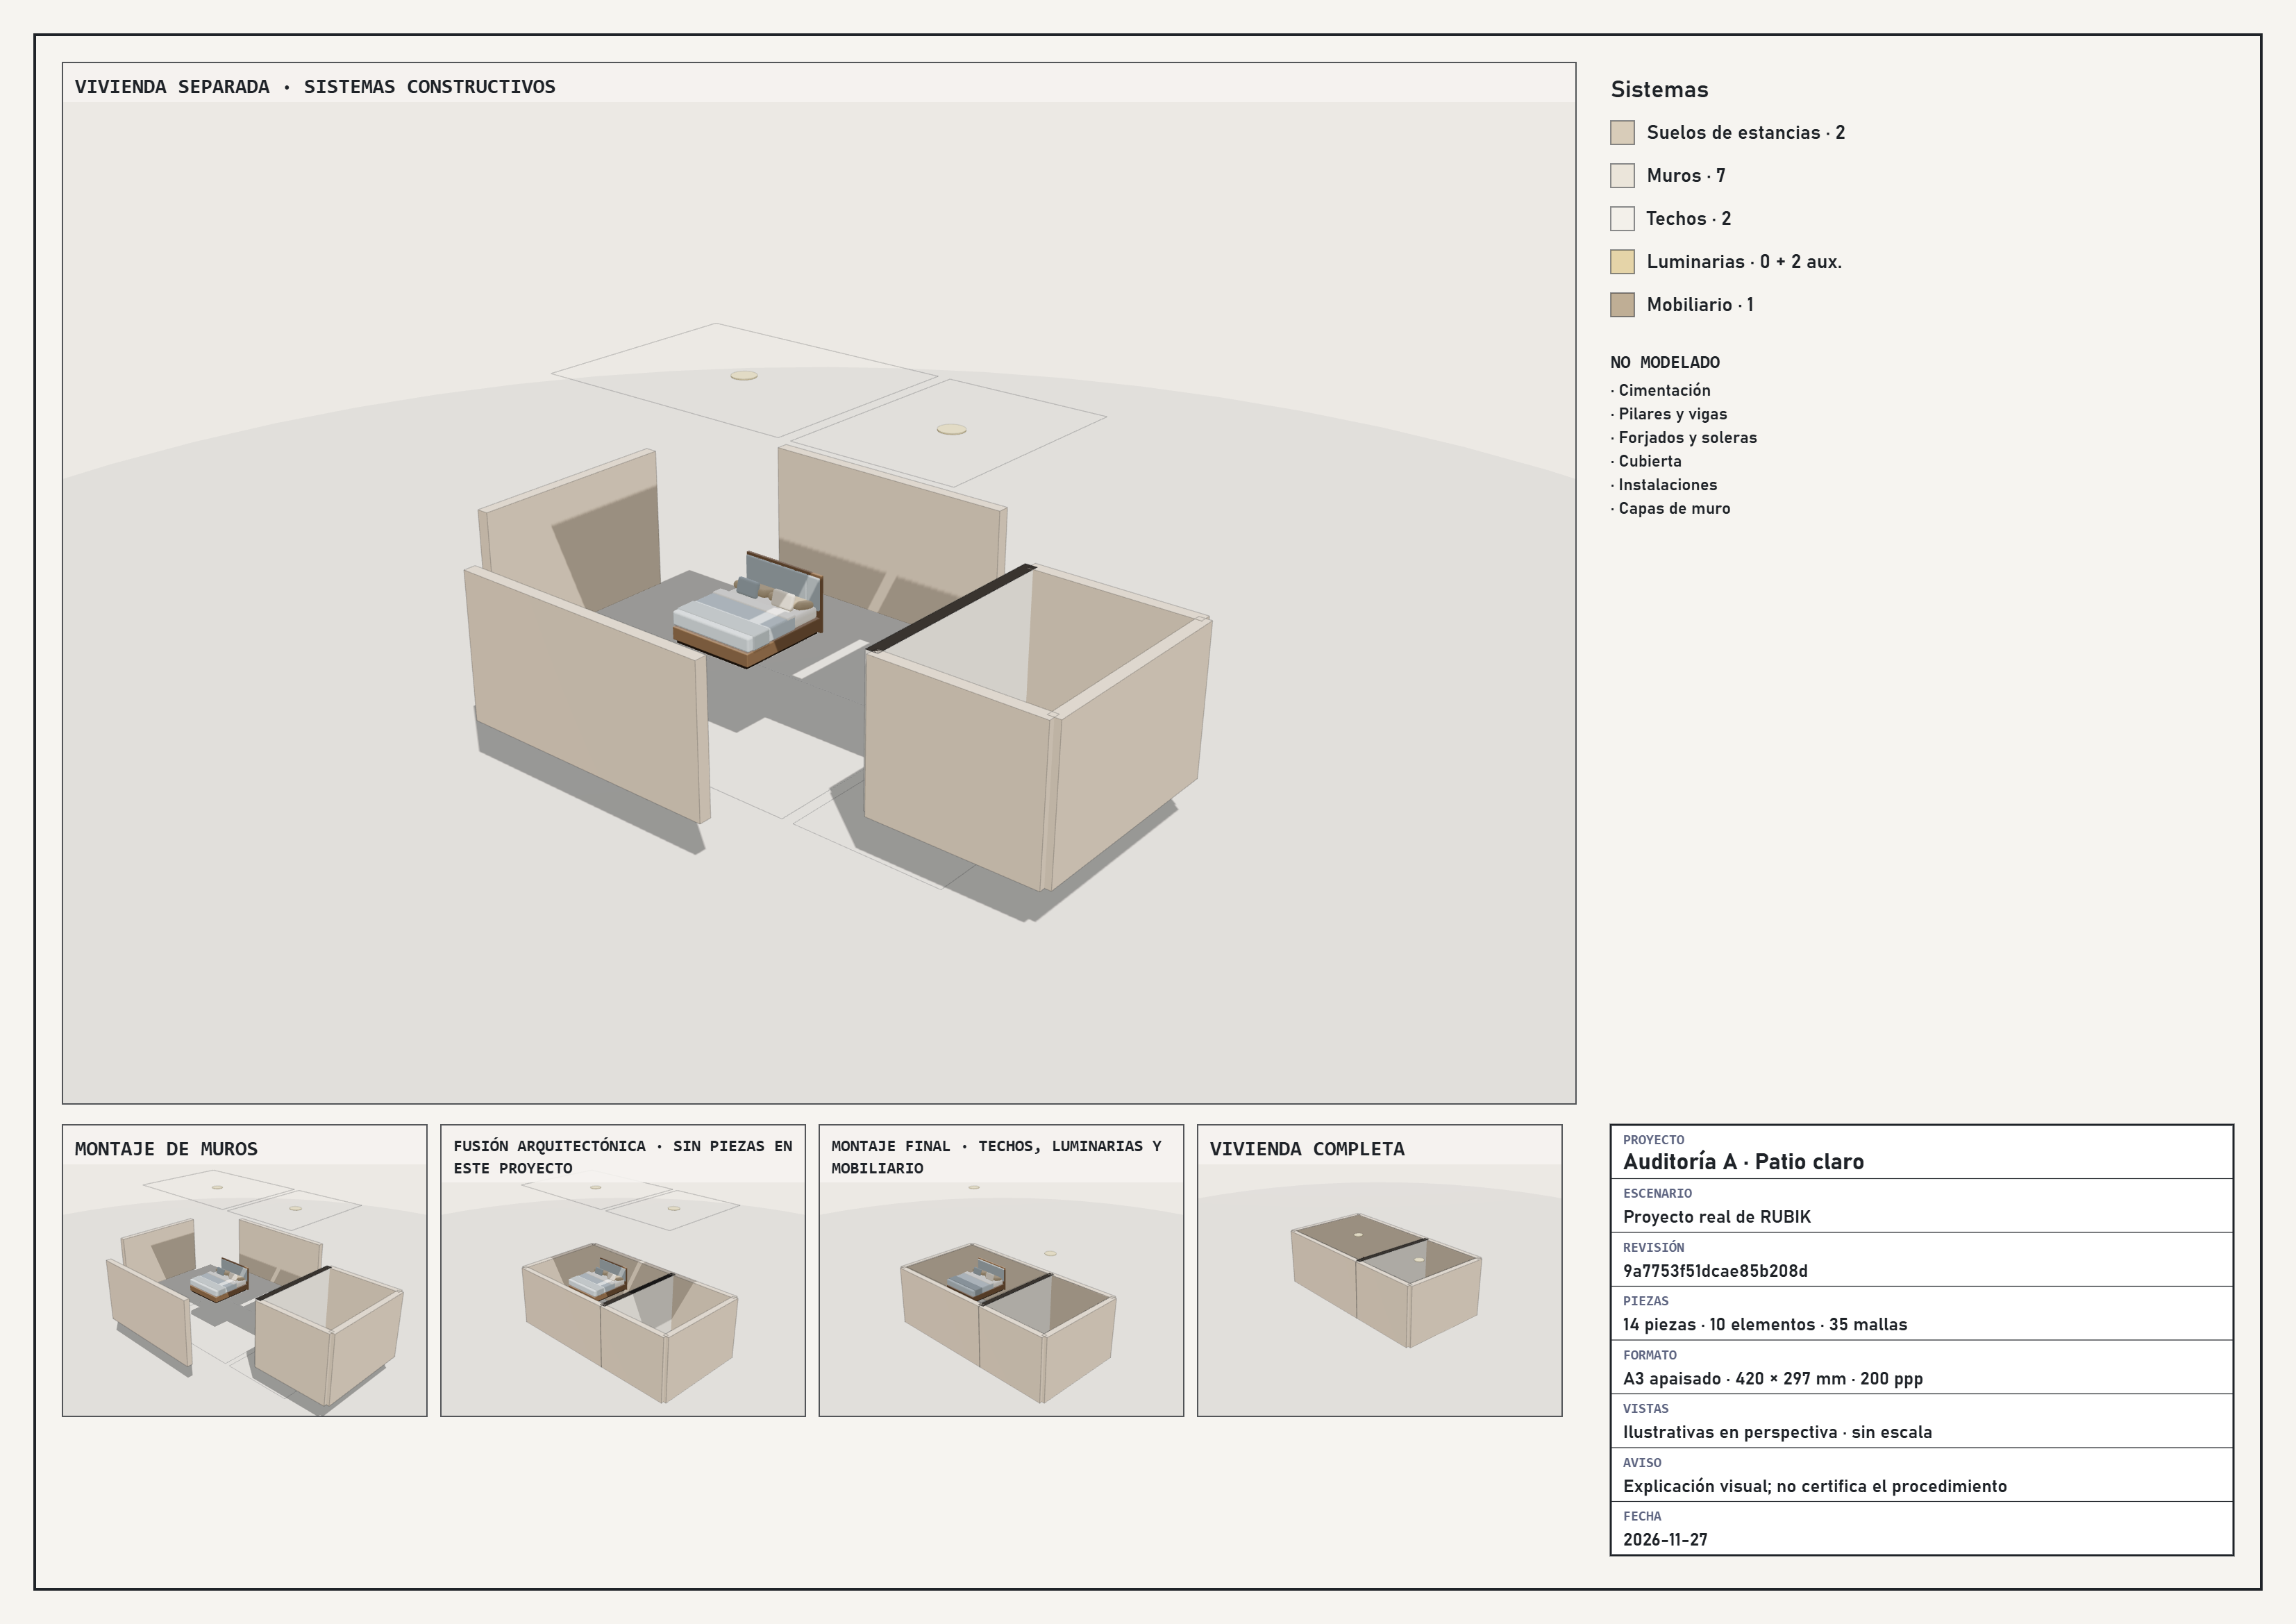 VIVIENDA SEPARADA · SISTEMAS CONSTRUCTIVOS
Sistemas
Suelos de estancias · 2
Muros · 7
Techos · 2
Luminarias · 0 + 2 aux.
Mobiliario · 1
NO MODELADO
· Cimentación
· Pilares y vigas
· Forjados y soleras
· Cubierta
· Instalaciones
· Capas de muro
MONTAJE DE MUROS
FUSIÓN ARQUITECTÓNICA · SIN PIEZAS EN
ESTE PROYECTO
MONTAJE FINAL · TECHOS, LUMINARIAS Y
MOBILIARIO
VIVIENDA COMPLETA
PROYECTO
Auditoría A · Patio claro
ESCENARIO
Proyecto real de RUBIK
REVISIÓN
9a7753f51dcae85b208d
PIEZAS
14 piezas · 10 elementos · 35 mallas
FORMATO
A3 apaisado · 420 × 297 mm · 200 ppp
VISTAS
Ilustrativas en perspectiva · sin escala
AVISO
Explicación visual; no certifica el procedimiento
FECHA
2026-11-27